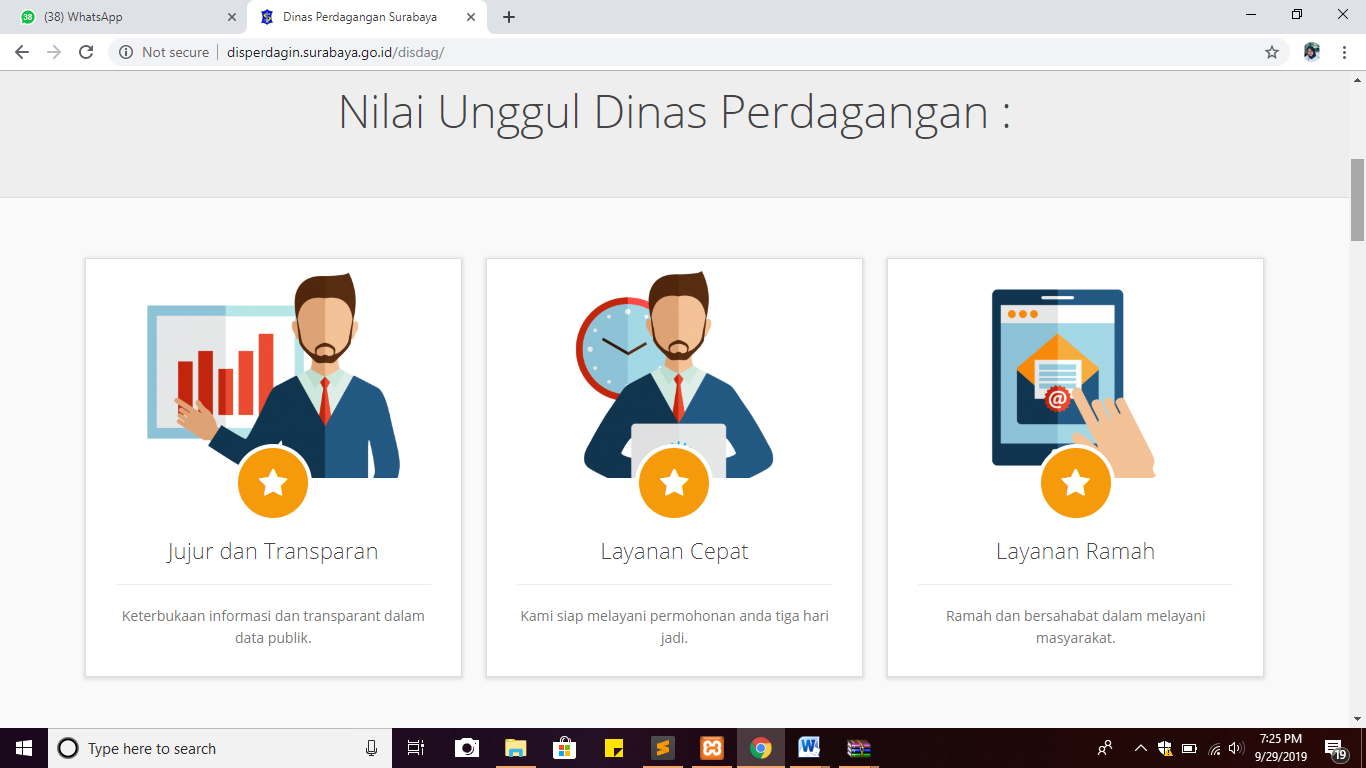 (38) WhatsApp
Dinas Perdagangan Surabaya
Not secure
disperdagin.surabaya.go.id/disdag/
Nilai Unggul Dinas Perdagangan :
@
Jujur dan Transparan
Keterbukaan informasi dan transparant dalam
data publik.
Layanan Cepat
Kami siap melayani permohonan anda tiga hari
jadi.
Layanan Ramah
Ramah dan bersahabat dalam melayani
masyarakat.
Type here to search
7:25 PM
9/29/2019
19